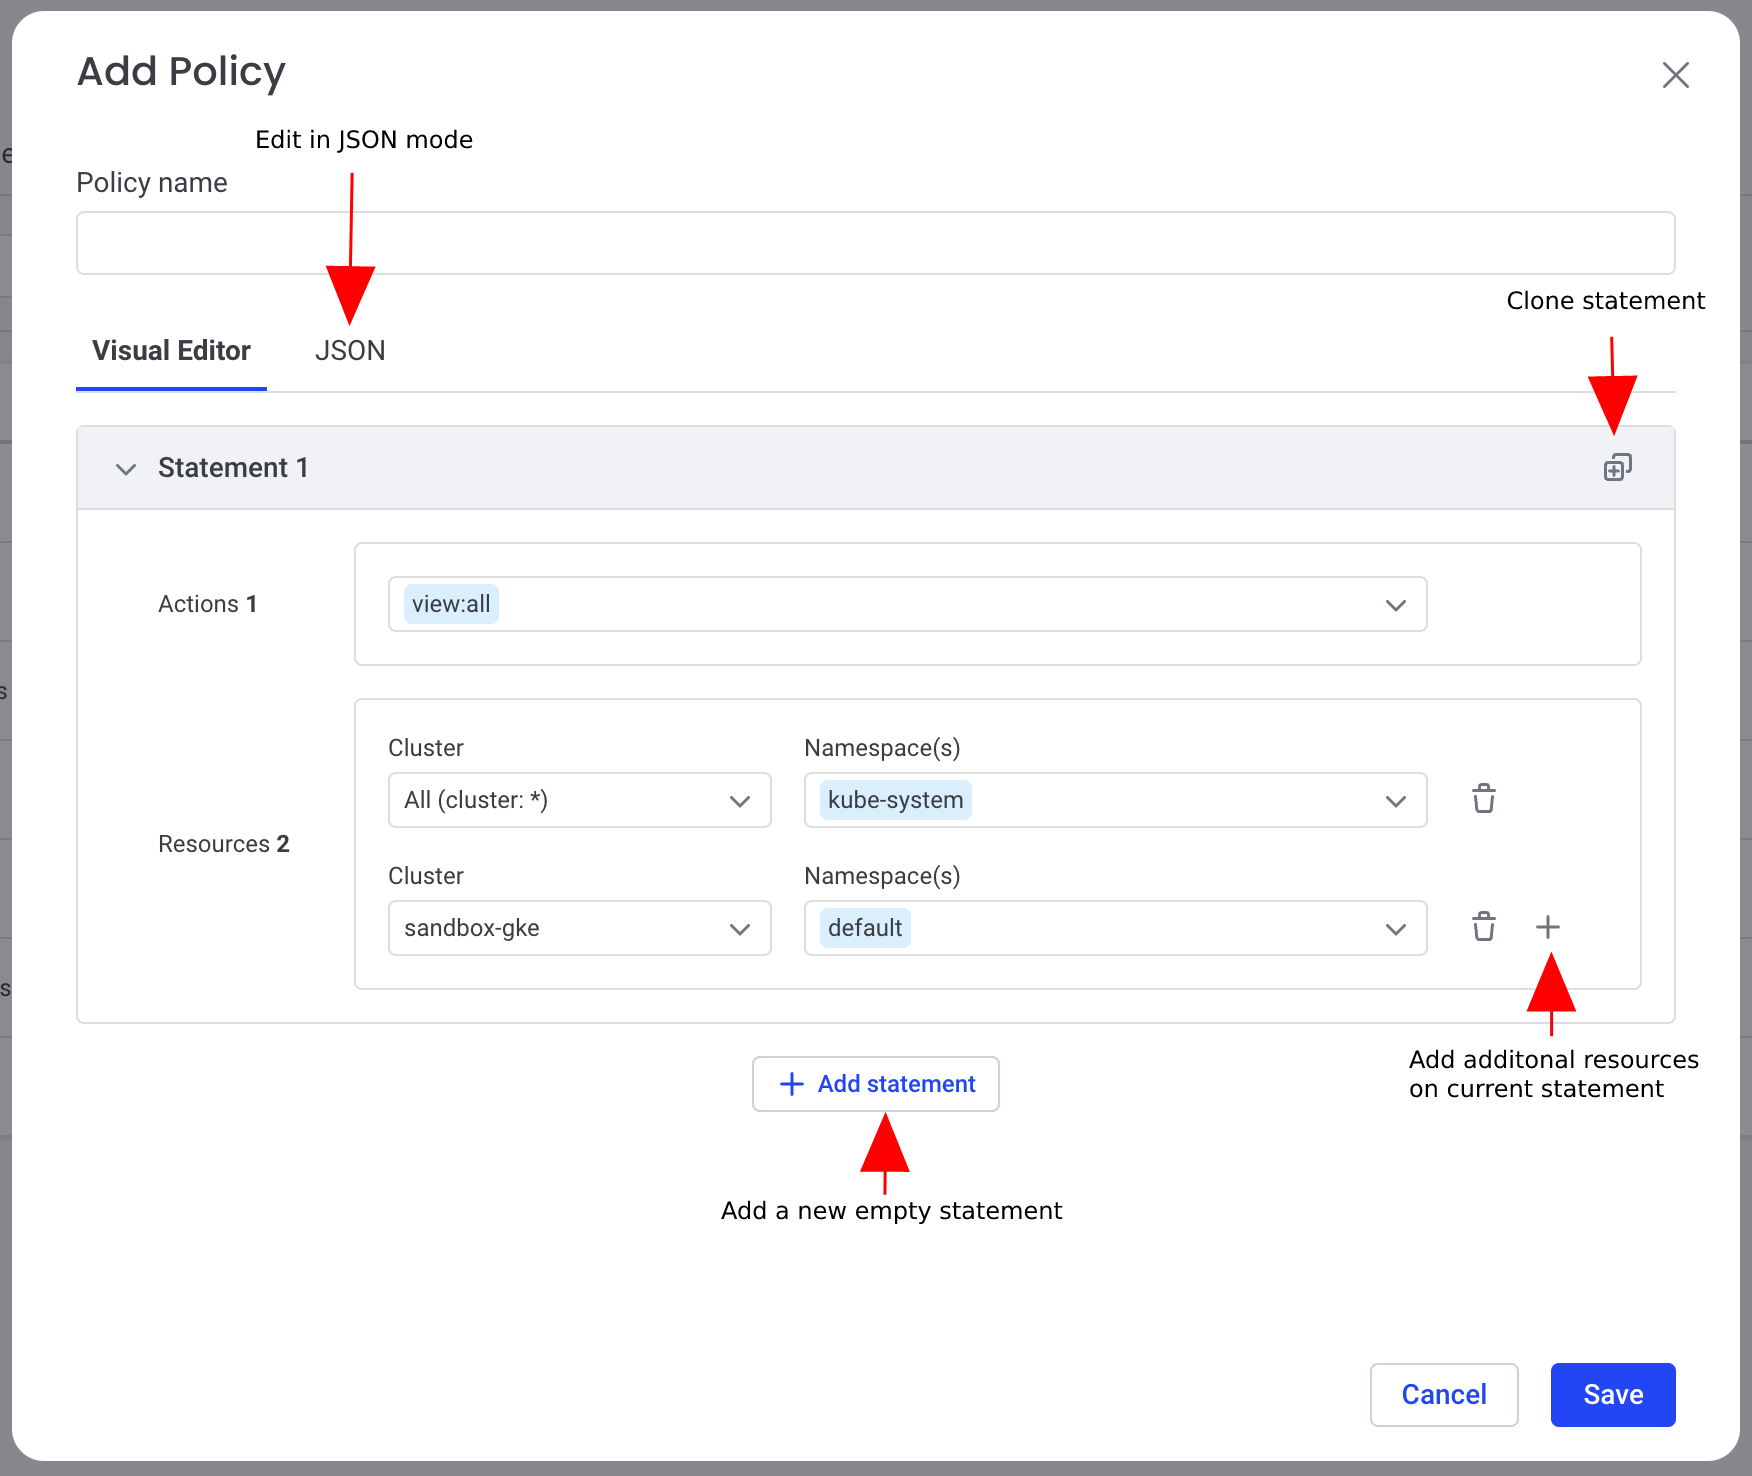 Add Policy
Edit in JSON mode
Policy name
Clone statement
Visual Editor JSON
Statement 1
Actions 1 view:all
Cluster Namespace(s)
All (cluster: *) kube-system
Resources 2
Cluster Namespace(s)
sandbox-gke default
Add additonal resources
on current statement
Add statement
Add a new empty statement
Cancel Save